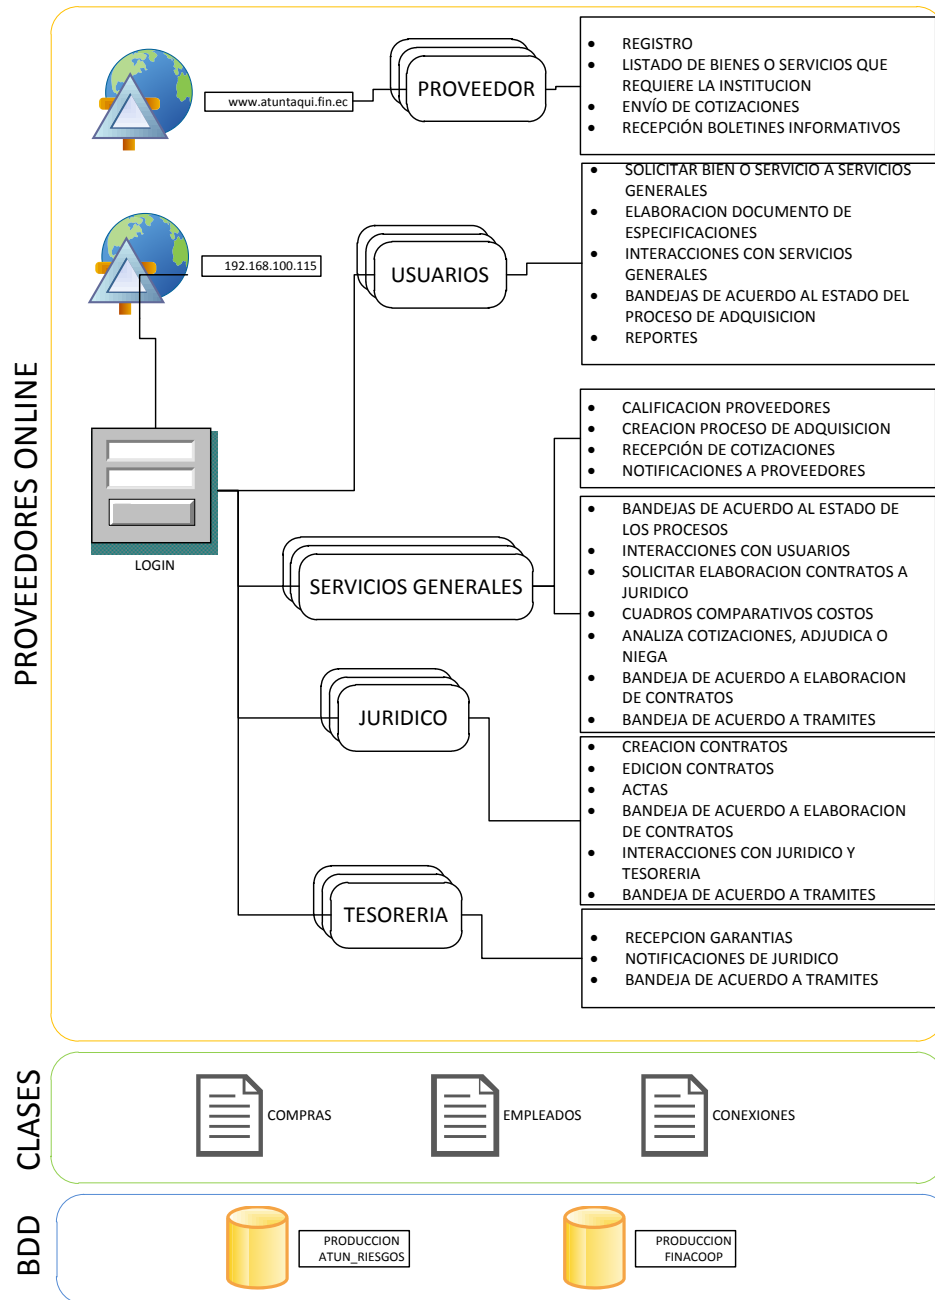 PROVEEDORES ONLINE
www.atuntaqui.fin.ec
PROVEEDOR
• REGISTRO
• LISTADO DE BIENES O SERVICIOS QUE
REQUIERE LA INSTITUCION
• ENVÍO DE COTIZACIONES
• RECEPCIÓN BOLETINES INFORMATIVOS
192.168.100.115
USUARIOS
• SOLICITAR BIEN O SERVICIO A SERVICIOS
GENERALES
• ELABORACION DOCUMENTO DE
ESPECIFICACIONES
• INTERACCIONES CON SERVICIOS
GENERALES
• BANDEJAS DE ACUERDO AL ESTADO DEL
PROCESO DE ADQUISICION
• REPORTES
LOGIN
SERVICIOS GENERALES
• CALIFICACION PROVEEDORES
• CREACION PROCESO DE ADQUISICION
• RECEPCIÓN DE COTIZACIONES
• NOTIFICACIONES A PROVEEDORES
• BANDEJAS DE ACUERDO AL ESTADO DE
LOS PROCESOS
• INTERACCIONES CON USUARIOS
• SOLICITAR ELABORACION CONTRATOS A
JURIDICO
• CUADROS COMPARATIVOS COSTOS
• ANALIZA COTIZACIONES, ADJUDICA O
NIEGA
• BANDEJA DE ACUERDO A ELABORACION
DE CONTRATOS
• BANDEJA DE ACUERDO A TRAMITES
JURIDICO
• CREACION CONTRATOS
• EDICION CONTRATOS
• ACTAS
• BANDEJA DE ACUERDO A ELABORACION
DE CONTRATOS
• INTERACCIONES CON JURIDICO Y
TESORERIA
• BANDEJA DE ACUERDO A TRAMITES
TESORERIA
• RECEPCION GARANTIAS
• NOTIFICACIONES DE JURIDICO
• BANDEJA DE ACUERDO A TRAMITES
CLASES
COMPRAS
EMPLEADOS
CONEXIONES
BDD
PRODUCCION
ATUN_RIESGOS
PRODUCCION
FINACOOP